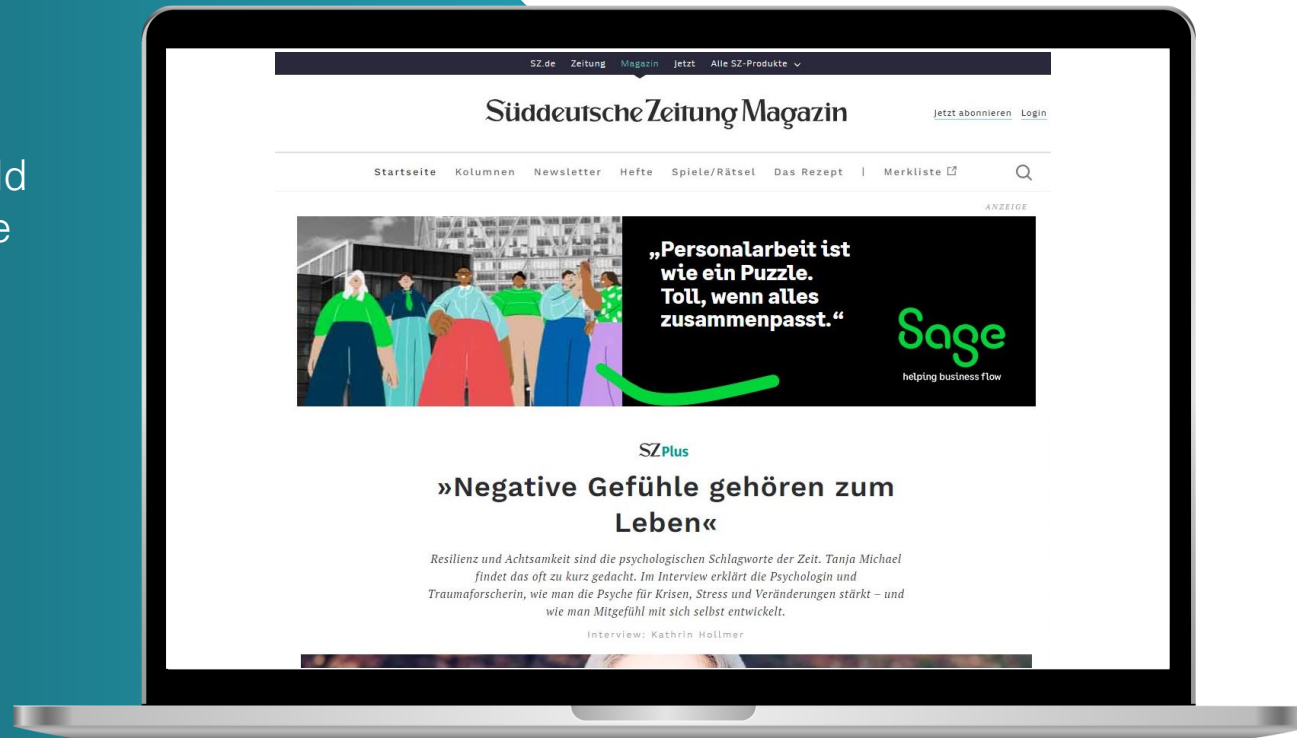 SZ.de Zeitung Magazin Jetzt Alle SZ-Produkte
Süddeutsche Zeitung Magazin
Jetzt abonnieren Login
Startseite Kolumnen Newsletter Hefte Spiele/Rätsel Das Rezept | Merkliste
ANZEIGE
„Personalarbeit ist
wie ein Puzzle.
Toll, wenn alles
zusammenpasst.“
Sage
helping business flow
SZ Plus
»Negative Gefühle gehören zum
Leben«
Resilienz und Achtsamkeit sind die psychologischen Schlagworte der Zeit. Tanja Michael
findet das oft zu kurz gedacht. Im Interview erklärt die Psychologin und
Traumaforscherin, wie man die Psyche für Krisen, Stress und Veränderungen stärkt – und
wie man Mitgefühl mit sich selbst entwickelt.
Interview: Kathrin Hollmer